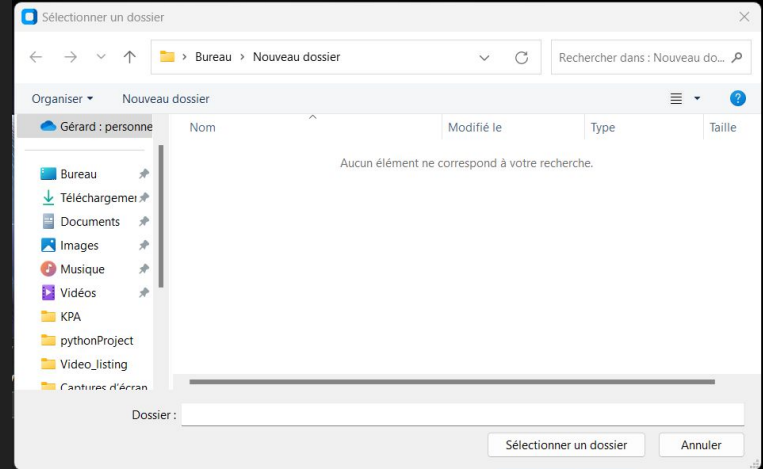 Sélectionner un dossier
Bureau > Nouveau dossier
Rechercher dans : Nouveau do...
Organiser
Nouveau dossier
?
Gérard : personne
Nom
Modifié le
Type
Taille
Aucun élément ne correspond à votre recherche.
Bureau
Téléchargemen
Documents
Images
Musique
Vidéos
KPA
pythonProject
Video_listing
Captures d'écran
Dossier :
Sélectionner un dossier
Annuler